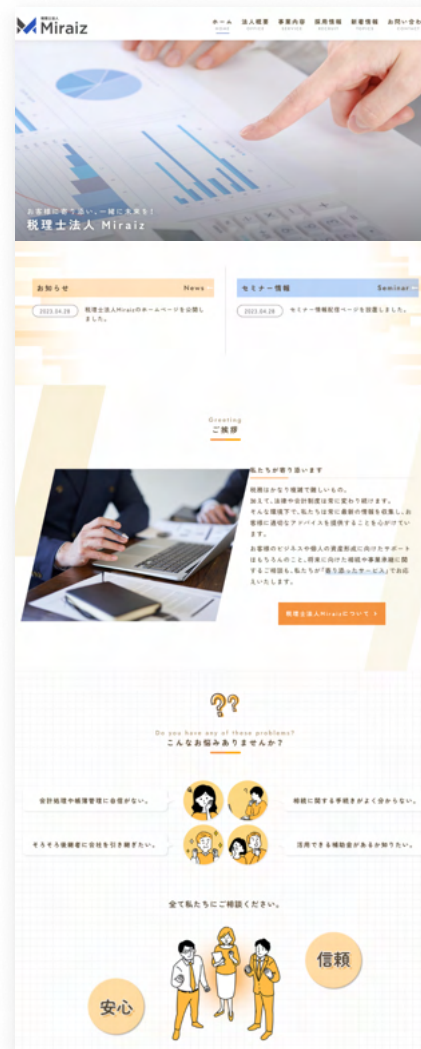 税理士法人
Miraiz
ホーム 法人概要 事業内容 採用情報 新着情報 お問い合わ
HOME OFFICE SERVICE RECRUIT TOPICS CONTACT
お客様に寄り添い、一緒に未来を！
税理士法人 Miraiz
お知らせ News
2023.04.28 税理士法人Miraizのホームページを公開し
ました。
セミナー情報 Seminar
2023.04.28 セミナー情報配信ページを設置しました。
Greeting
ご挨拶
私たちが寄り添います
税務はかなり複雑で難しいもの。
加えて、法律や会計制度は常に変わり続けます。
そんな環境下で、私たちは常に最新の情報を収集し、お
客様に適切なアドバイスを提供することを心がけてい
ます。
お客様のビジネスや個人の資産形成に向けたサポート
はもちろんのこと、将来に向けた相続や事業承継に関
するご相談も、私たちが「寄り添ったサービス」でお応
えいたします。
税理士法人Miraizについて >
??
Do you have any of these problems?
こんなお悩みありませんか？
会計処理や帳簿管理に自信がない。
相続に関する手続きがよく分からない。
そろそろ後継者に会社を引き継ぎたい。
活用できる補助金があるか知りたい。
全て私たちにご相談ください。
信頼
安心